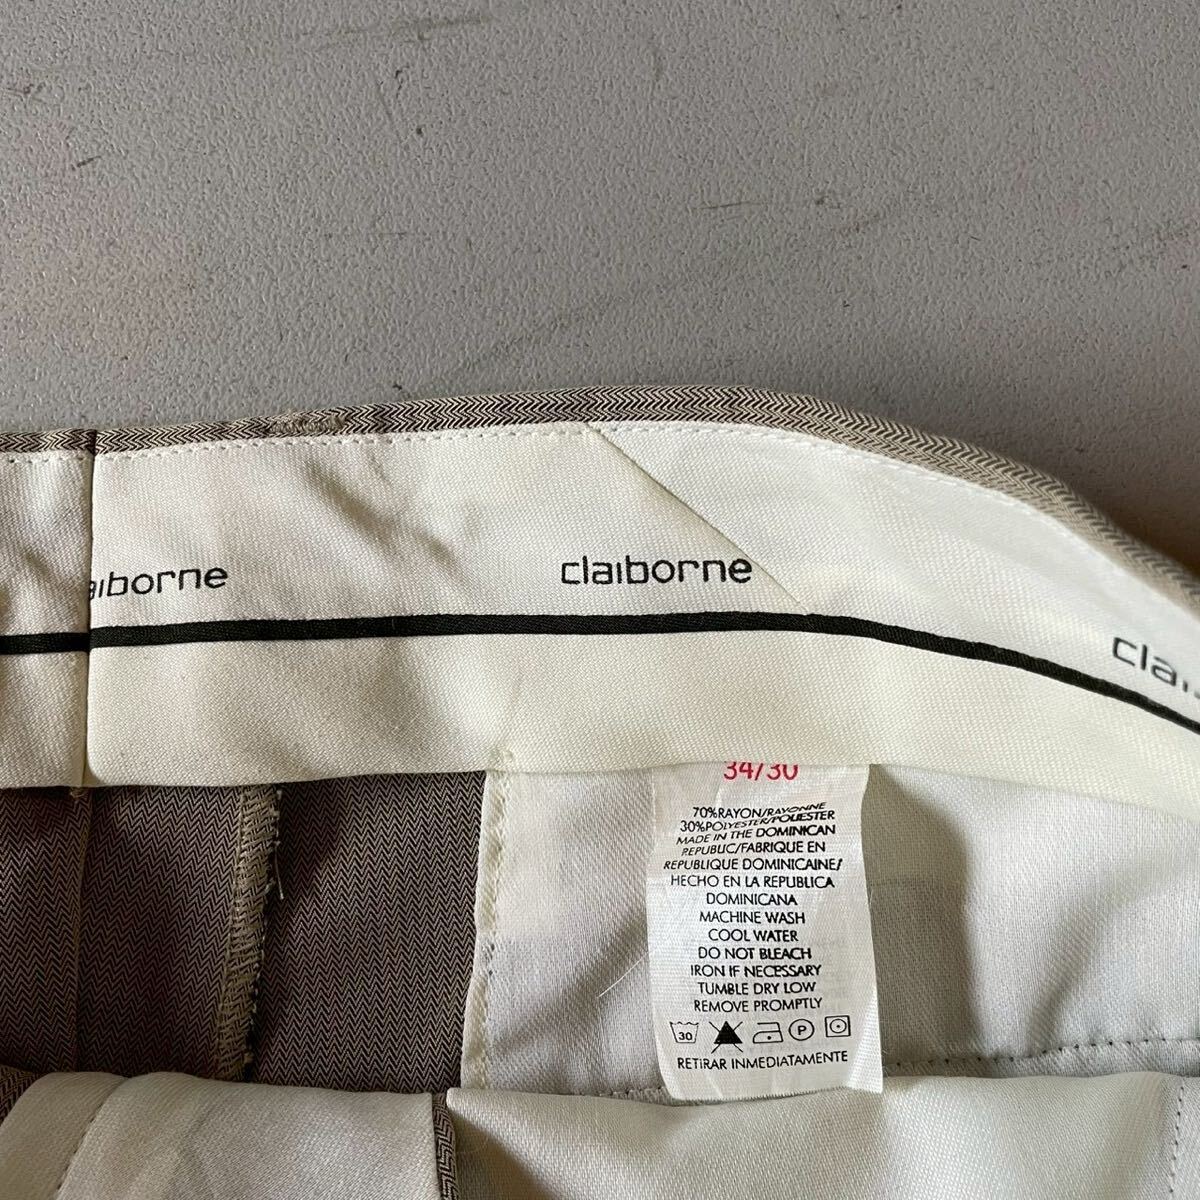 aiborne
claiborne
clai
34/30
70%RAYON/RAYONNE
30%POLYESTER/POLIESTER
MADE IN THE DOMINICAN
REPUBLIC/FABRIQUE EN
REPUBLIQUE DOMINICAINE/
HECHO EN LA REPUBLICA
DOMINICANA
MACHINE WASH
COOL WATER
DO NOT BLEACH
IRON IF NECESSARY
TUMBLE DRY LOW
REMOVE PROMPTLY
30 P
RETIRAR INMEDIATAMENTE